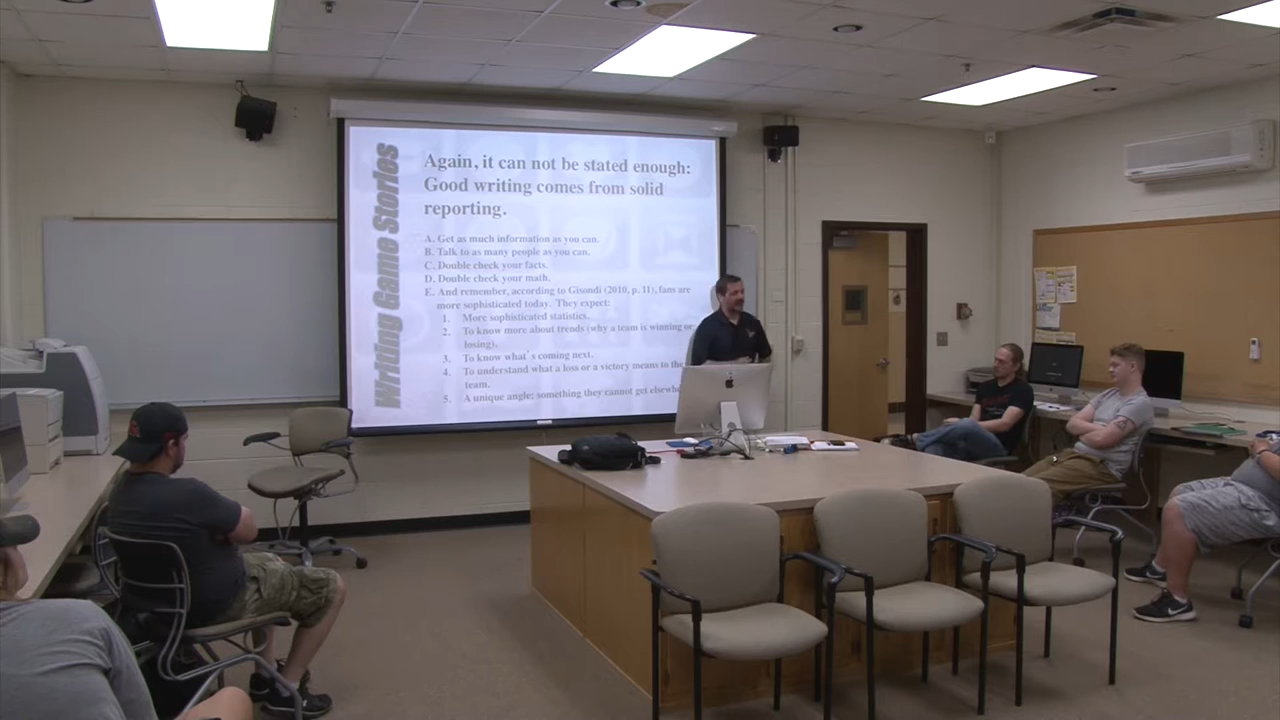 Writing Game Stories
Again, it can not be stated enough:
Good writing comes from solid
reporting.
A. Get as much information as you can.
B. Talk to as many people as you can.
C. Double check your facts.
D. Double check your math.
E. And remember, according to Gisondi (2010, p. 11), fans are
more sophisticated today. They expect:
1. More sophisticated statistics.
2. To know more about trends (why a team is winning or
losing).
3. To know what's coming next.
4. To understand what a loss or a victory means to the
team.
5. A unique angle; something they cannot get